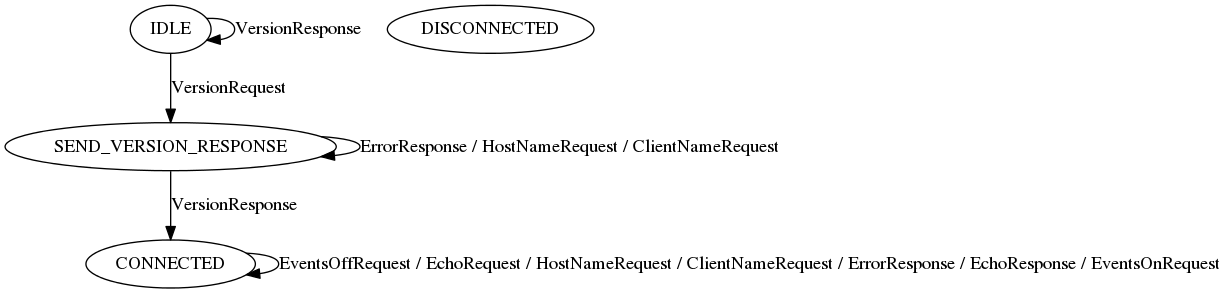 IDLE
VersionResponse
DISCONNECTED
VersionRequest
SEND_VERSION_RESPONSE
ErrorResponse / HostNameRequest / ClientNameRequest
VersionResponse
CONNECTED
EventsOffRequest / EchoRequest / HostNameRequest / ClientNameRequest / ErrorResponse / EchoResponse / EventsOnRequest